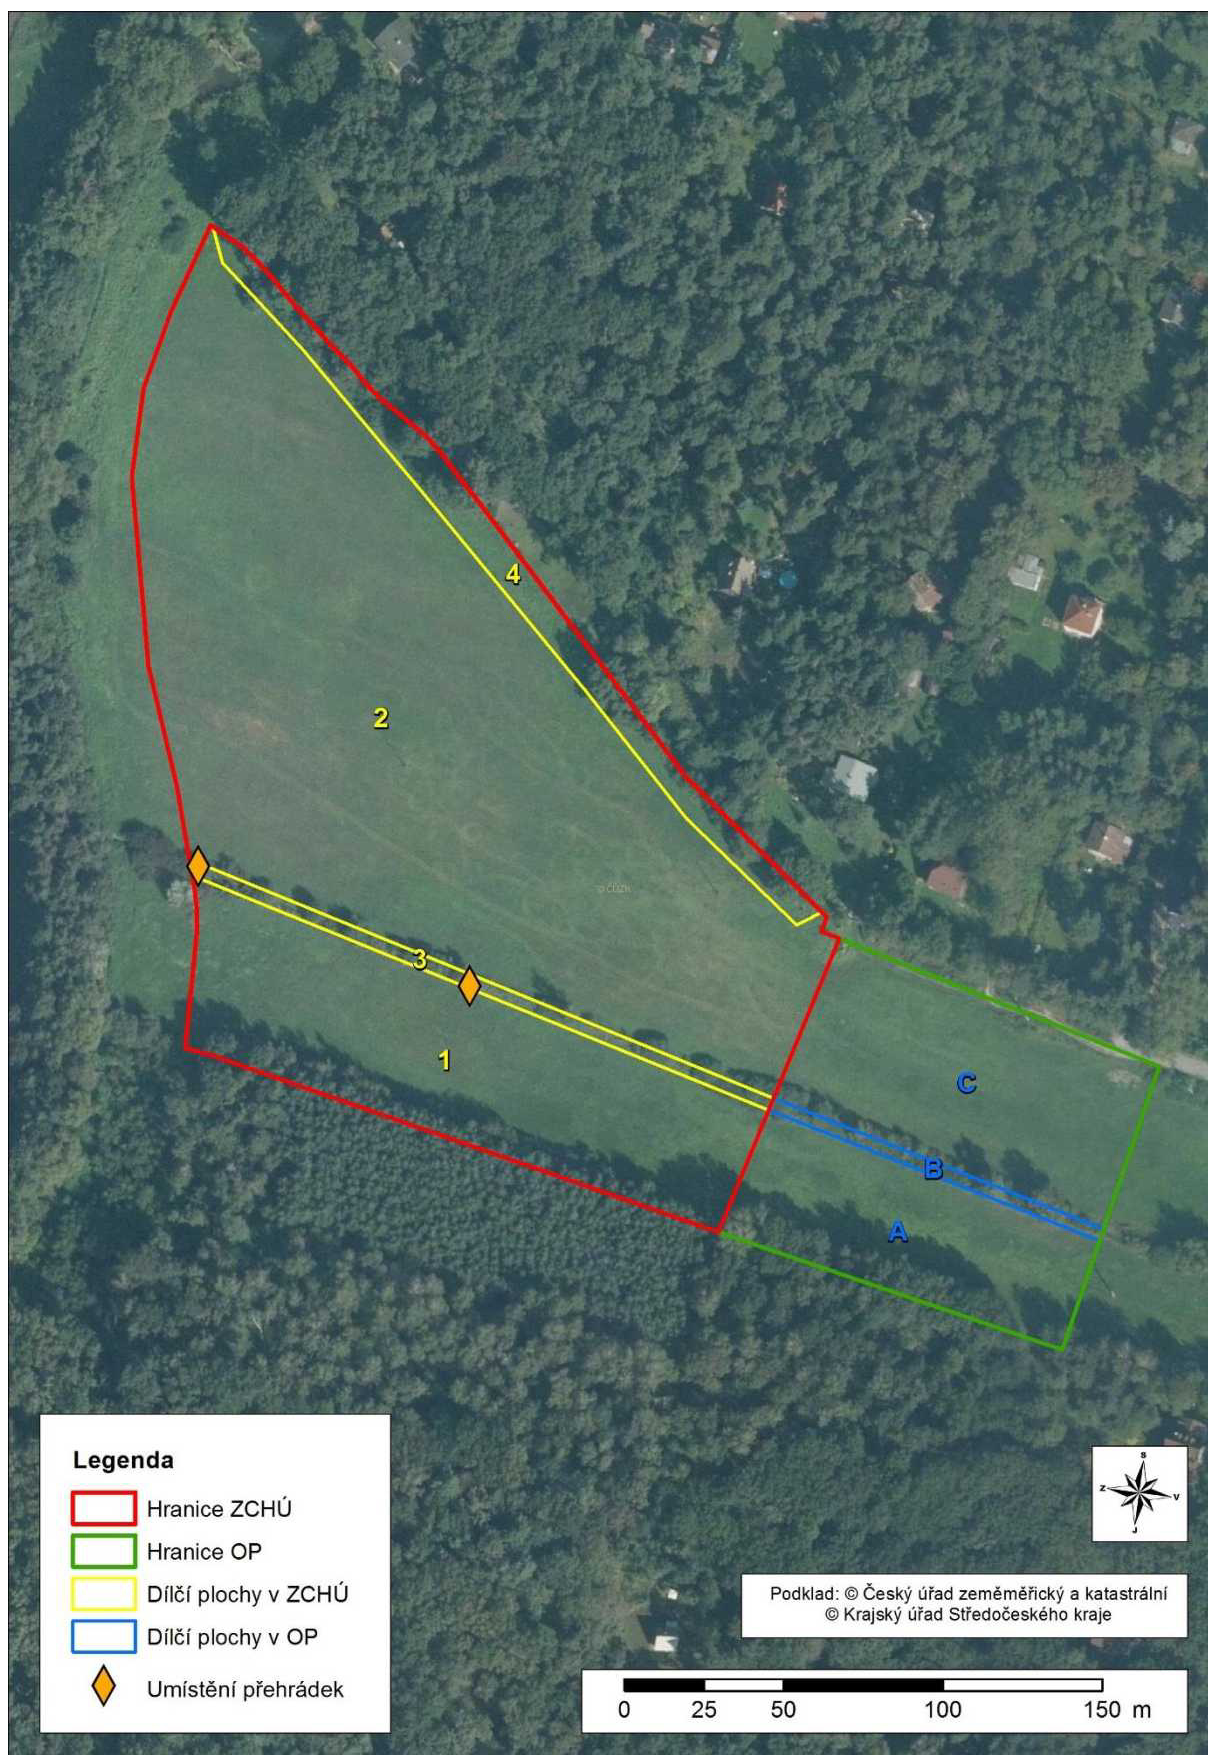 4
2
© ČÚZK
3
1
C
B
A
Legenda
Hranice ZCHÚ
Hranice OP
Dílčí plochy v ZCHÚ
Dílčí plochy v OP
Umístění přehrádek
S
Z
V
J
Podklad: © Český úřad zeměměřický a katastrální
© Krajský úřad Středočeského kraje
0 25 50 100 150 m